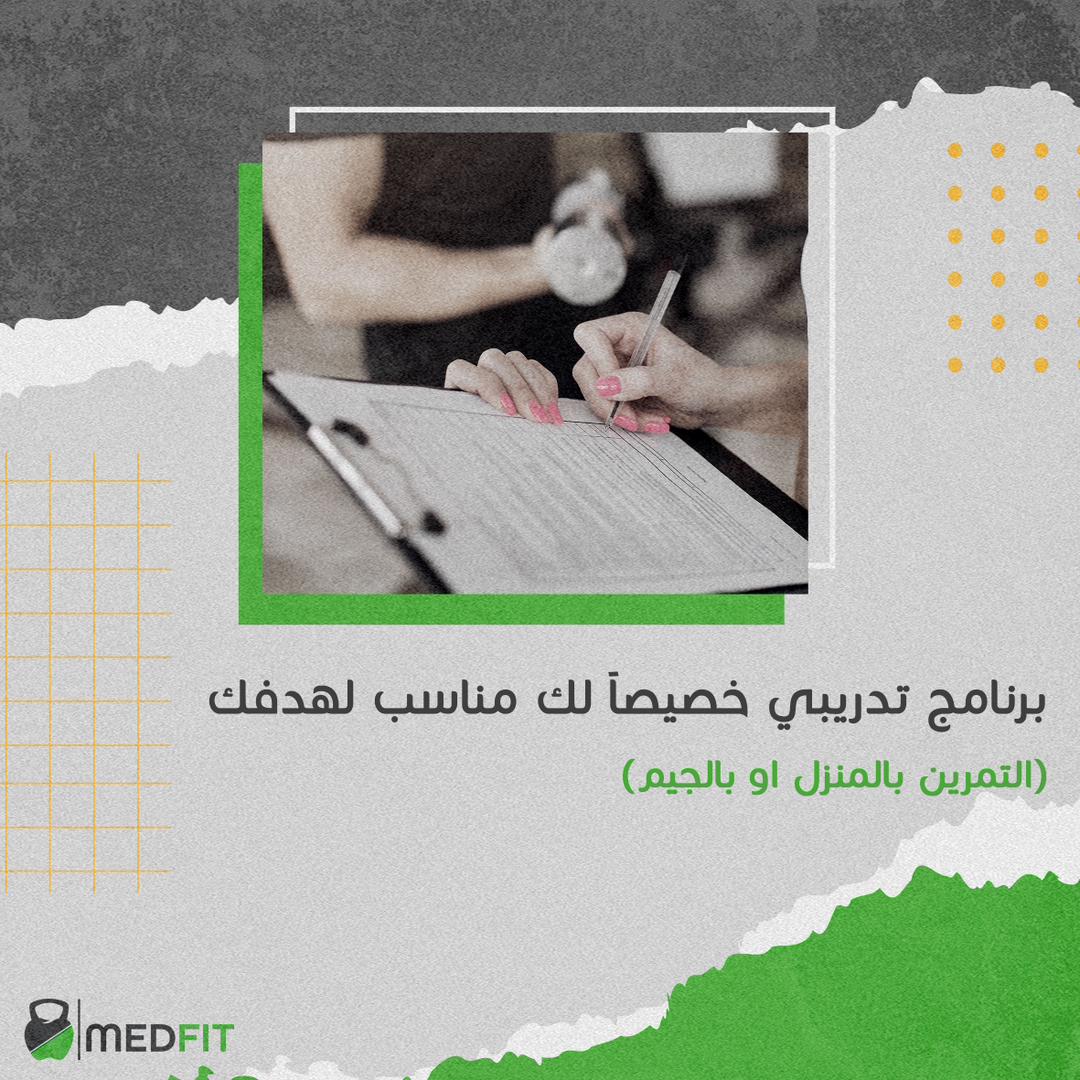 برنامج تدريبي خصيصاً لك مناسب لهدفك
(التمرين بالمنزل او بالجيم)
MEDFIT